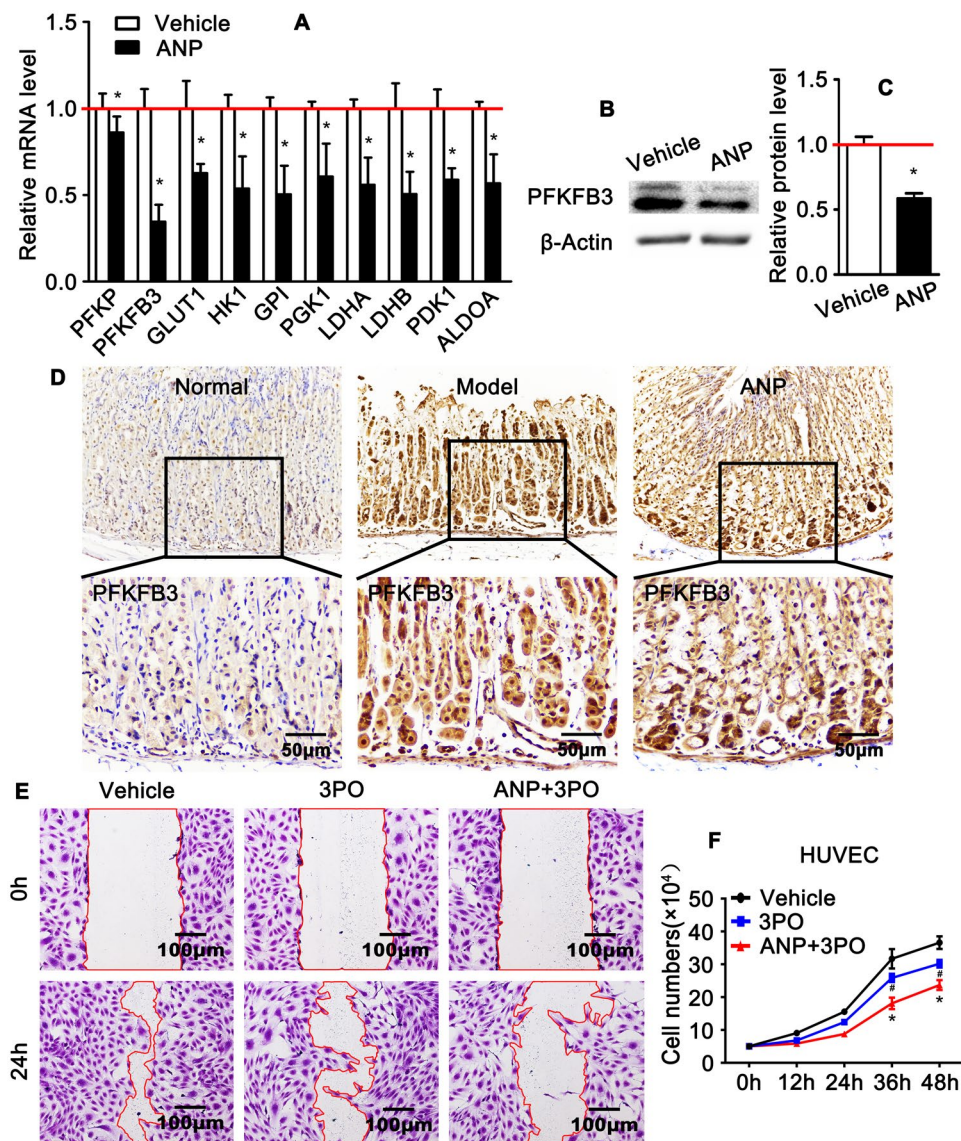 A
Vehicle
ANP
Relative mRNA level
1.5
1.0
0.5
0.0
PFKP
PFKFB3
GLUT1
HK1
GPI
PGK1
LDHA
LDHB
PDK1
ALDOA
* * * * * * * * * *
B
Vehicle ANP
PFKFB3
β-Actin
C
Relative protein level
1.5
1.0
0.5
0.0
*
Vehicle
ANP
D
Normal Model ANP
PFKFB3 PFKFB3 PFKFB3
50μm 50μm 50μm
E
Vehicle 3PO ANP+3PO
0h
100μm 100μm 100μm
24h
100μm 100μm 100μm
F
HUVEC
Vehicle
3PO
ANP+3PO
Cell numbers(×10⁴)
50
40
30
20
10
0
# #
* *
0h 12h 24h 36h 48h